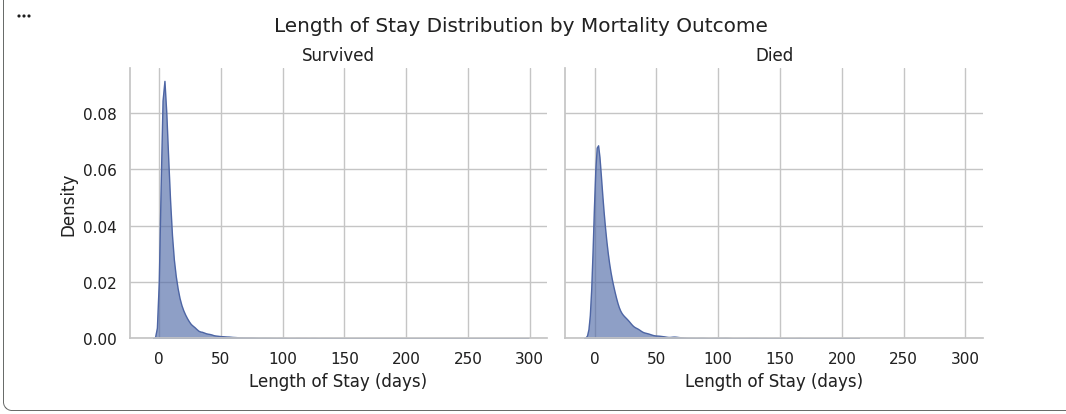 ...
Length of Stay Distribution by Mortality Outcome
Survived
Died
Density
0.08
0.06
0.04
0.02
0.00
0 50 100 150 200 250 300
0 50 100 150 200 250 300
Length of Stay (days)
Length of Stay (days)